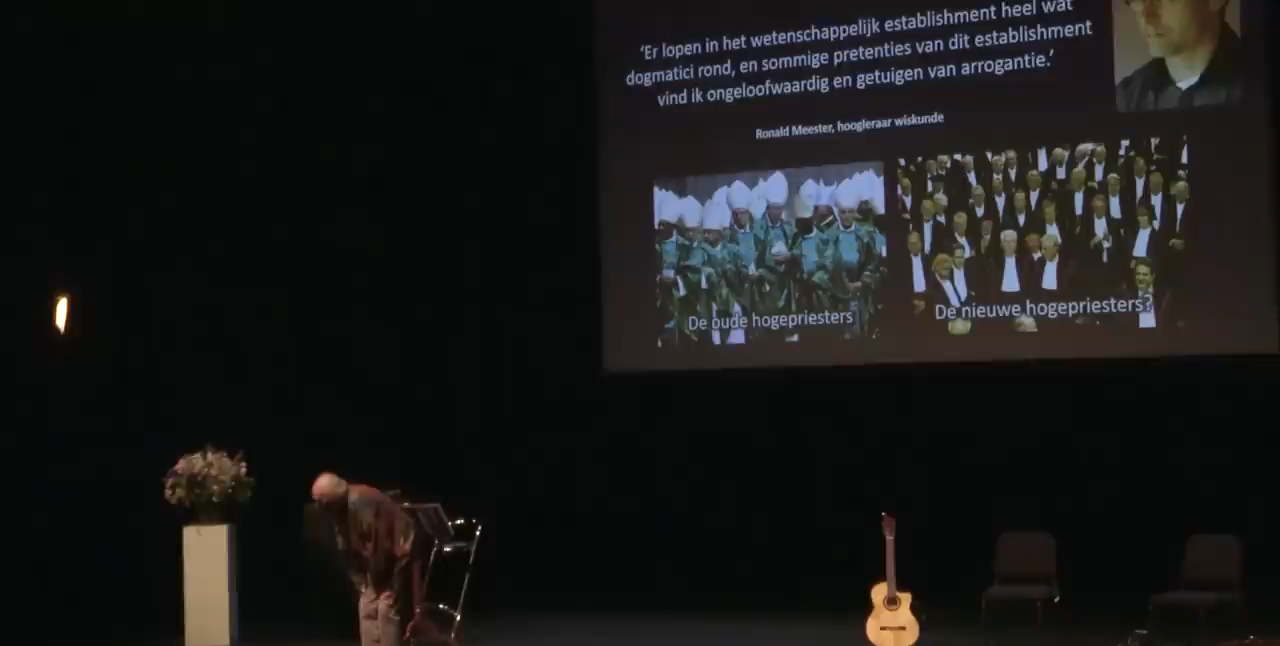 ‘Er lopen in het wetenschappelijk establishment heel wat
dogmatici rond, en sommige pretenties van dit establishment
vind ik ongeloofwaardig en getuigen van arrogantie.’
Ronald Meester, hoogleraar wiskunde
De oude hogepriesters
De nieuwe hogepriesters?